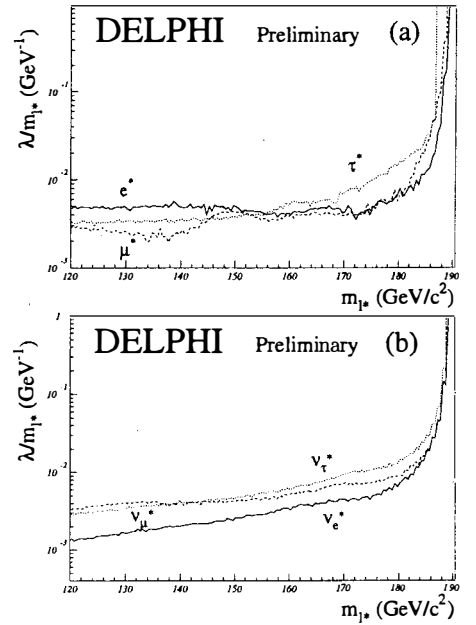 DELPHI Preliminary (a)
λ/m_l* (GeV⁻¹)
10⁻¹
10⁻²
10⁻³
e*
μ*
τ*
120 130 140 150 160 170 180 190
m_l* (GeV/c²)
DELPHI Preliminary (b)
λ/m_l* (GeV⁻¹)
1
10⁻¹
10⁻²
10⁻³
ν_τ*
ν_μ*
ν_e*
120 130 140 150 160 170 180 190
m_l* (GeV/c²)